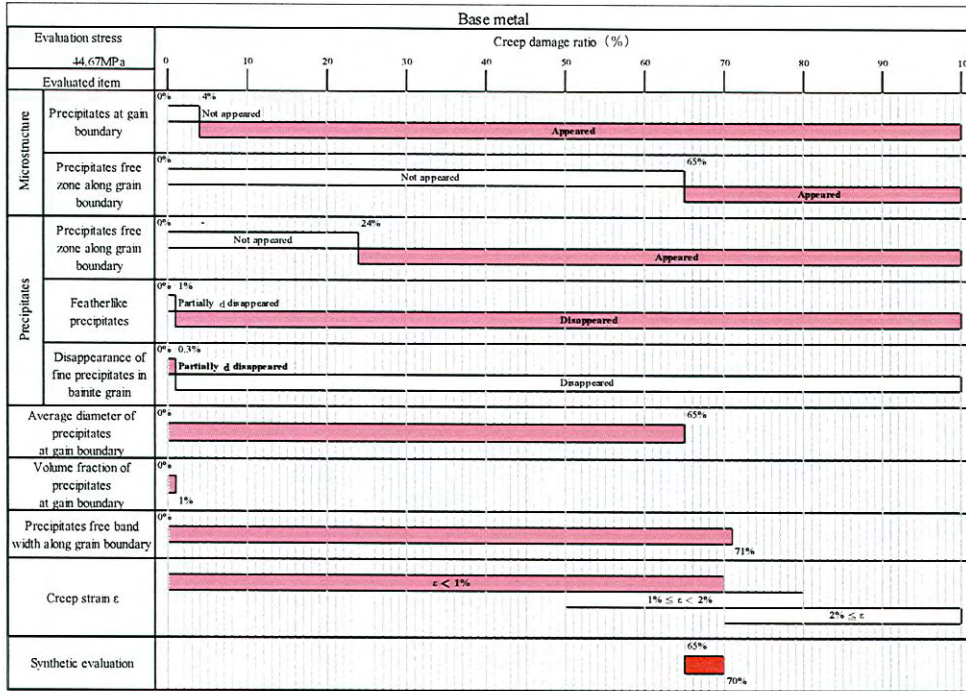 Base metal
Evaluation stress
44.67MPa
Creep damage ratio (%)
0 10 20 30 40 50 60 70 80 90 10
Evaluated item
Microstructure
Precipitates at gain
boundary
0% 4%
Not appeared
Appeared
Precipitates free
zone along grain
boundary
0% 65%
Not appeared
Appeared
Precipitates
Precipitates free
zone along grain
boundary
0% 24%
Not appeared
Appeared
Featherlike
precipitates
0% 1%
Partially d disappeared
Disappeared
Disappearance of
fine precipitates in
bainite grain
0% 0.3%
Partially d disappeared
Disappeared
Average diameter of
precipitates
at gain boundary
0% 65%
Volume fraction of
precipitates
at gain boundary
0%
1%
Precipitates free band
width along grain boundary
0%
71%
Creep strain ε
ε < 1%
1% ≤ ε < 2%
2% ≤ ε
Synthetic evaluation
65%
70%